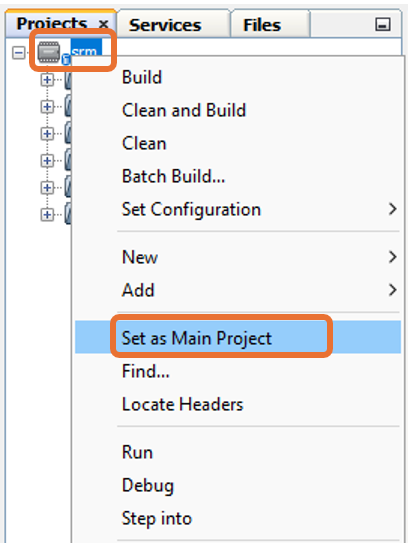 Projects x Services Files
srm
Build
Clean and Build
Clean
Batch Build...
Set Configuration
New
Add
Set as Main Project
Find...
Locate Headers
Run
Debug
Step into